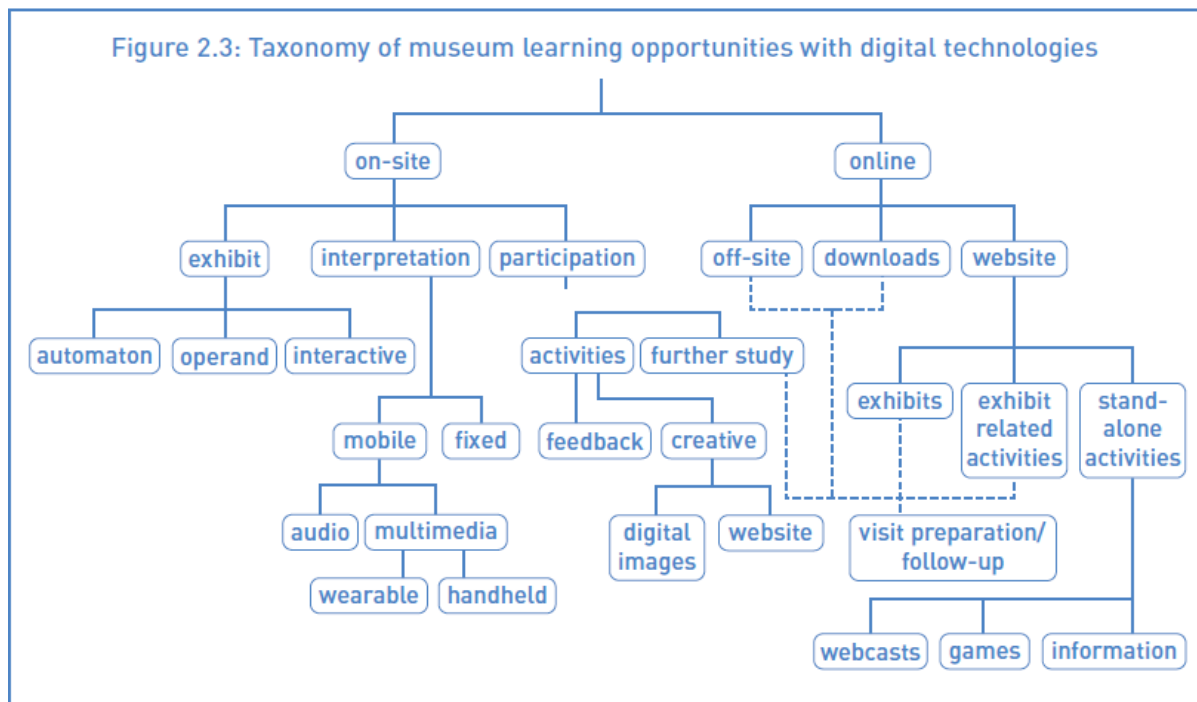 Figure 2.3: Taxonomy of museum learning opportunities with digital technologies
on-site
online
exhibit
interpretation
participation
off-site
downloads
website
automaton
operand
interactive
activities
further study
exhibits
exhibit
related
activities
stand-
alone
activities
mobile
fixed
feedback
creative
audio
multimedia
digital
images
website
visit preparation/
follow-up
wearable
handheld
webcasts
games
information